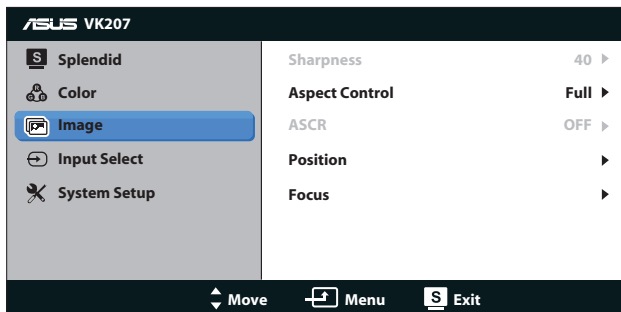 ASUS VK207
S Splendid
Color
Image
Input Select
System Setup
Sharpness 40
Aspect Control Full
ASCR OFF
Position
Focus
Move Menu S Exit